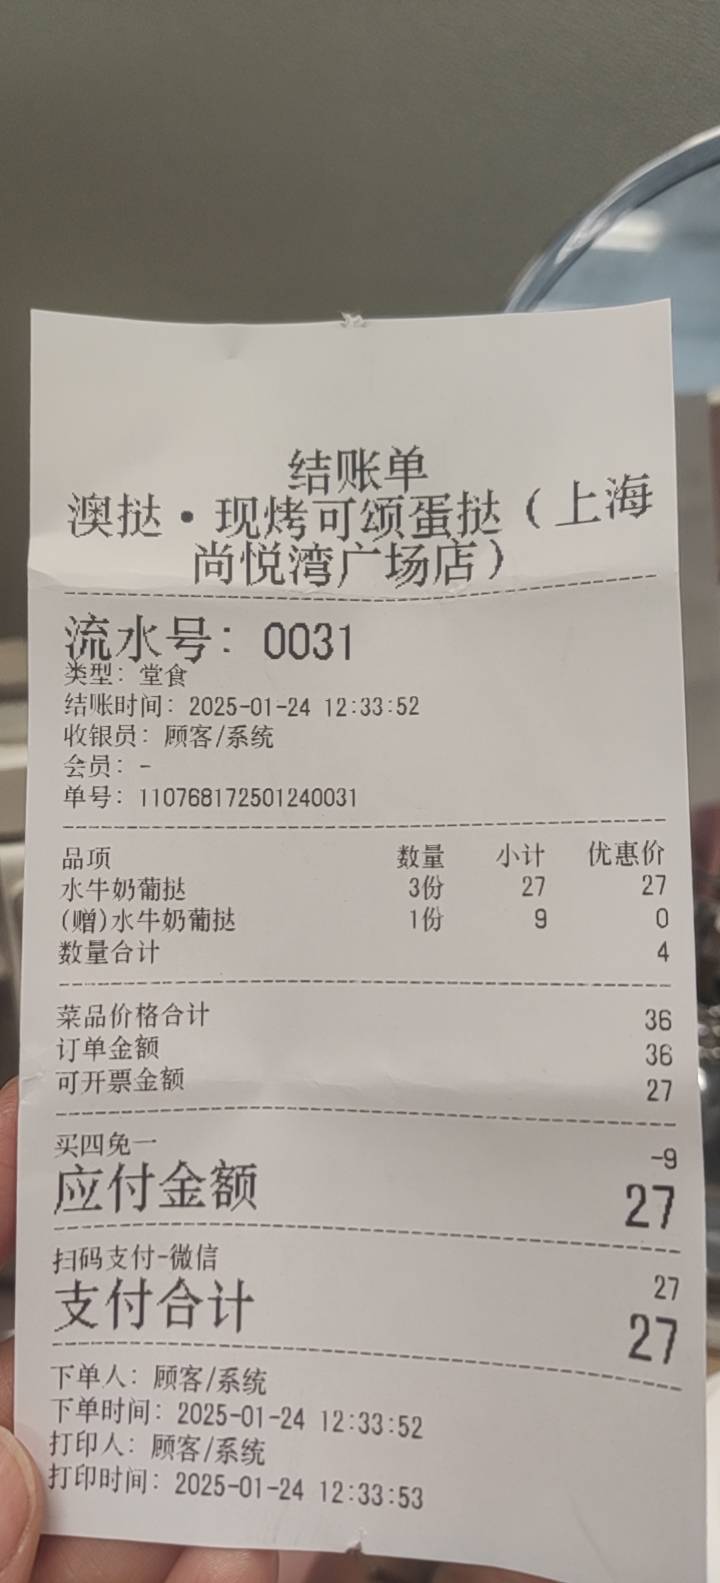 结账单
澳挞·现烤可颂蛋挞（上海
尚悦湾广场店）
流水号：0031
类型：堂食
结账时间：2025-01-24 12:33:52
收银员：顾客/系统
会员：-
单号：110768172501240031
品项 数量 小计 优惠价
水牛奶葡挞 3份 27 27
(赠)水牛奶葡挞 1份 9 0
数量合计 4
菜品价格合计 36
订单金额 36
可开票金额 27
买四免一 -9
应付金额 27
扫码支付-微信 27
支付合计 27
下单人：顾客/系统
下单时间：2025-01-24 12:33:52
打印人：顾客/系统
打印时间：2025-01-24 12:33:53